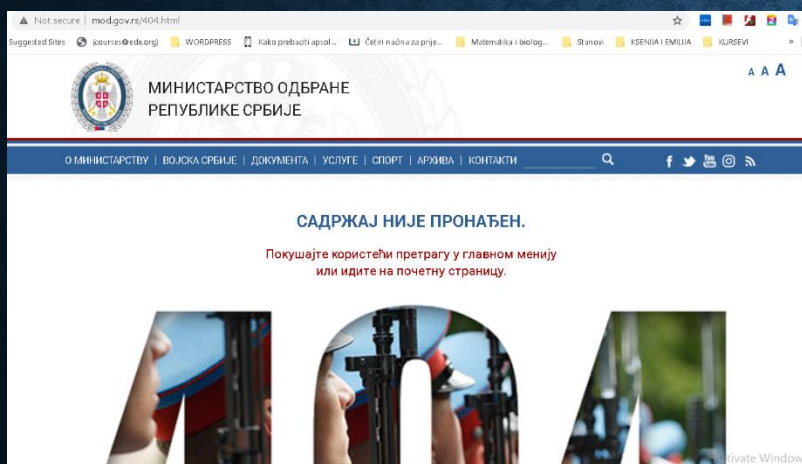 Not secure | mod.gov.rs/404.html
Suggested Sites (courses@edx.org) WORDPRESS Kako prebaciti apsol... Četiri načina za prije... Matematika i biolog... Stanovi KSENIJA I EMILIJA KURSEVI »
A A A
МИНИСТАРСТВО ОДБРАНЕ
РЕПУБЛИКЕ СРБИЈЕ
О МИНИСТАРСТВУ | ВОЈСКА СРБИЈЕ | ДОКУМЕНТА | УСЛУГЕ | СПОРТ | АРХИВА | КОНТАКТИ
САДРЖАЈ НИЈЕ ПРОНАЂЕН.
Покушајте користећи претрагу у главном менију
или идите на почетну страницу.
404
Activate Window